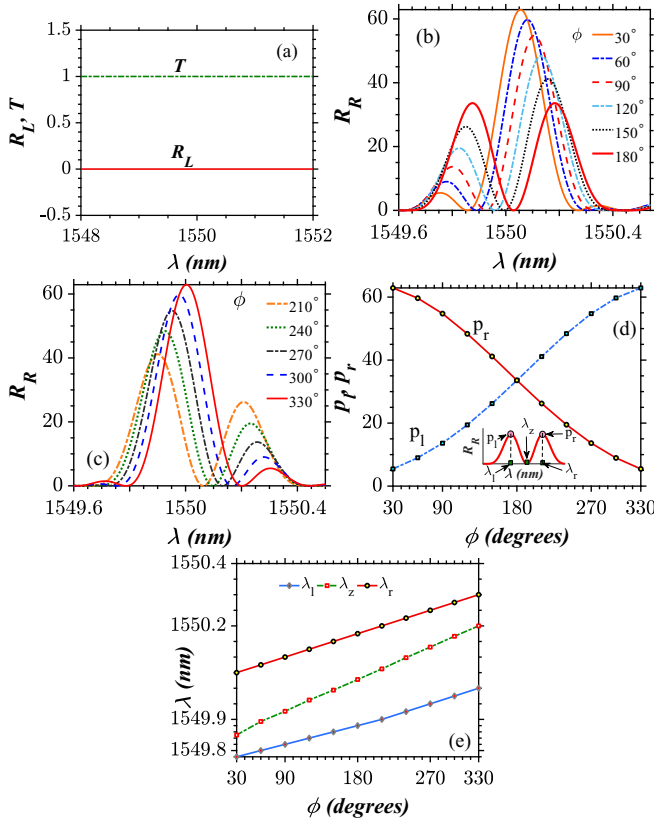 (a)
1.5
1
0.5
0
-0.5
R_L, T
T
R_L
1548
1550
1552
λ (nm)
(b)
60
40
20
0
R_R
ϕ
30°
60°
90°
120°
150°
180°
1549.6
1550
1550.4
λ (nm)
(c)
60
40
20
0
R_R
ϕ
210°
240°
270°
300°
330°
1549.6
1550
1550.5
λ (nm)
(d)
60
40
20
0
p_l, p_r
p_r
p_l
R_R
p_l
λ_z
p_r
λ_l
λ (nm)
λ_r
30
90
180
270
330
ϕ (degrees)
(e)
1550.4
1550.2
1549.9
1549.8
λ (nm)
λ_l
λ_z
λ_r
30
90
180
270
330
ϕ (degrees)